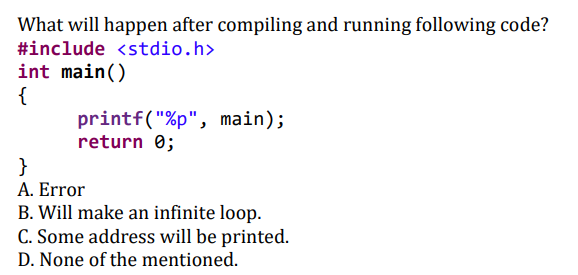 What will happen after compiling and running following code?
#include <stdio.h>
int main()
{
printf("%p", main);
return 0;
}
A. Error
B. Will make an infinite loop.
C. Some address will be printed.
D. None of the mentioned.